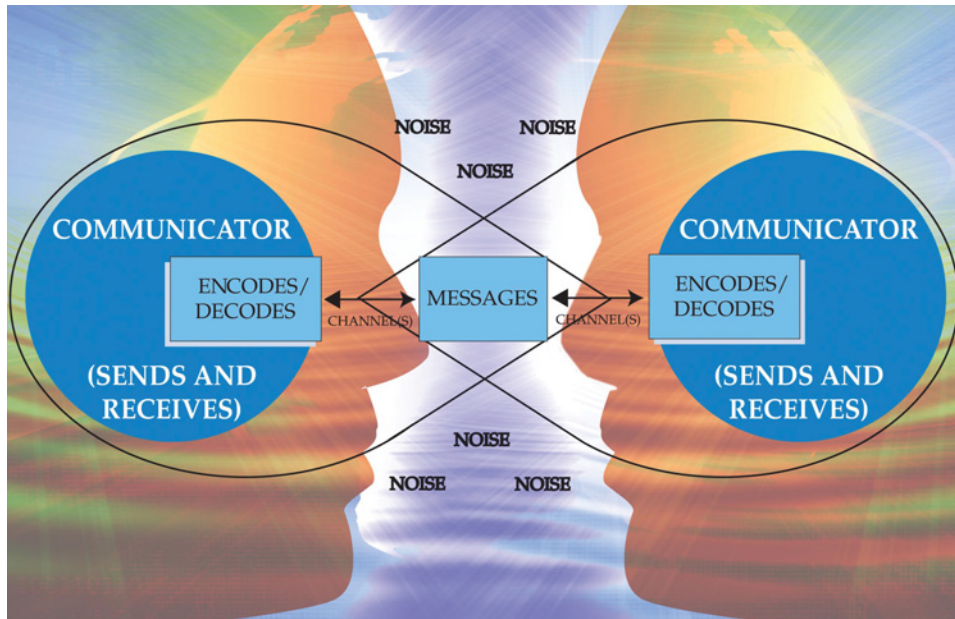 NOISE
NOISE
NOISE
COMMUNICATOR
ENCODES/
DECODES
(SENDS AND
RECEIVES)
CHANNEL(S)
MESSAGES
CHANNEL(S)
COMMUNICATOR
ENCODES/
DECODES
(SENDS AND
RECEIVES)
NOISE
NOISE
NOISE